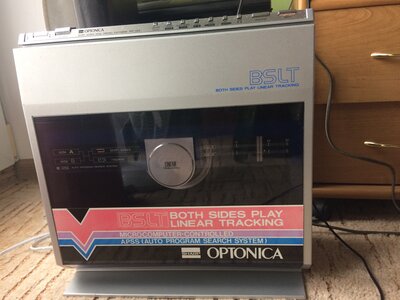 OPTONICA
BSLT
BOTH SIDES PLAY LINEAR TRACKING
BSLT BOTH SIDES PLAY
LINEAR TRACKING
MICROCOMPUTER-CONTROLLED
APSS (AUTO PROGRAM SEARCH SYSTEM)
SHARP OPTONICA